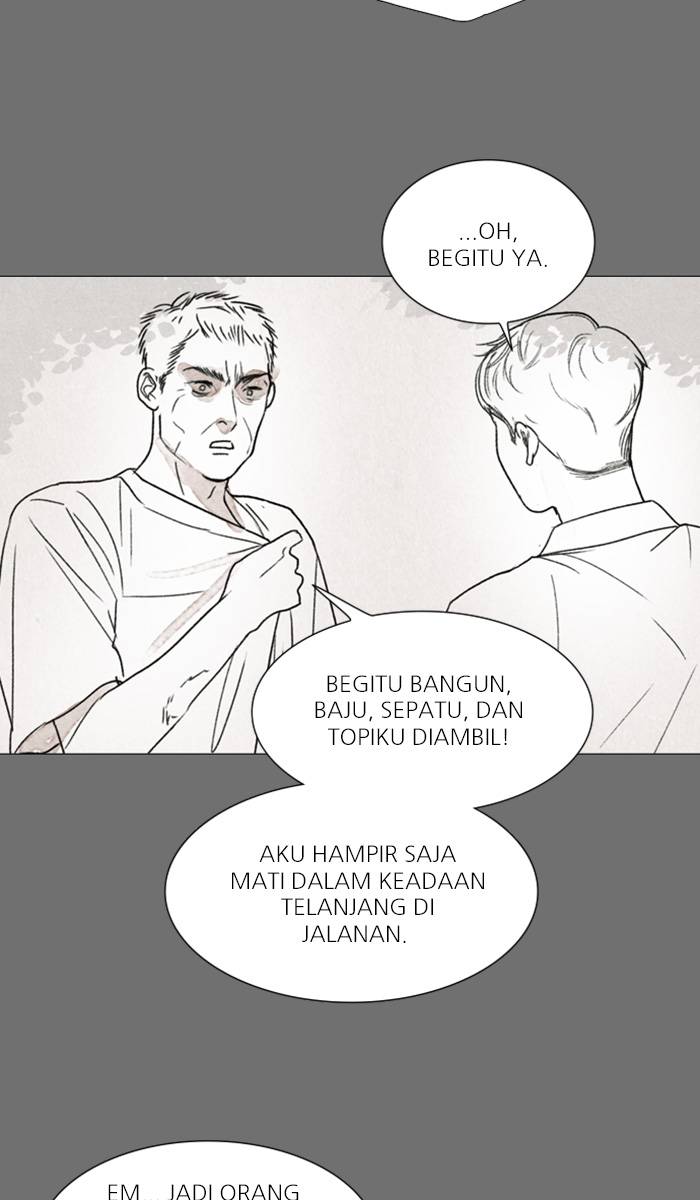 ...OH,
BEGITU YA.
BEGITU BANGUN,
BAJU, SEPATU, DAN
TOPIKU DIAMBIL!
AKU HAMPIR SAJA
MATI DALAM KEADAAN
TELANJANG DI
JALANAN.
EM... JADI ORANG